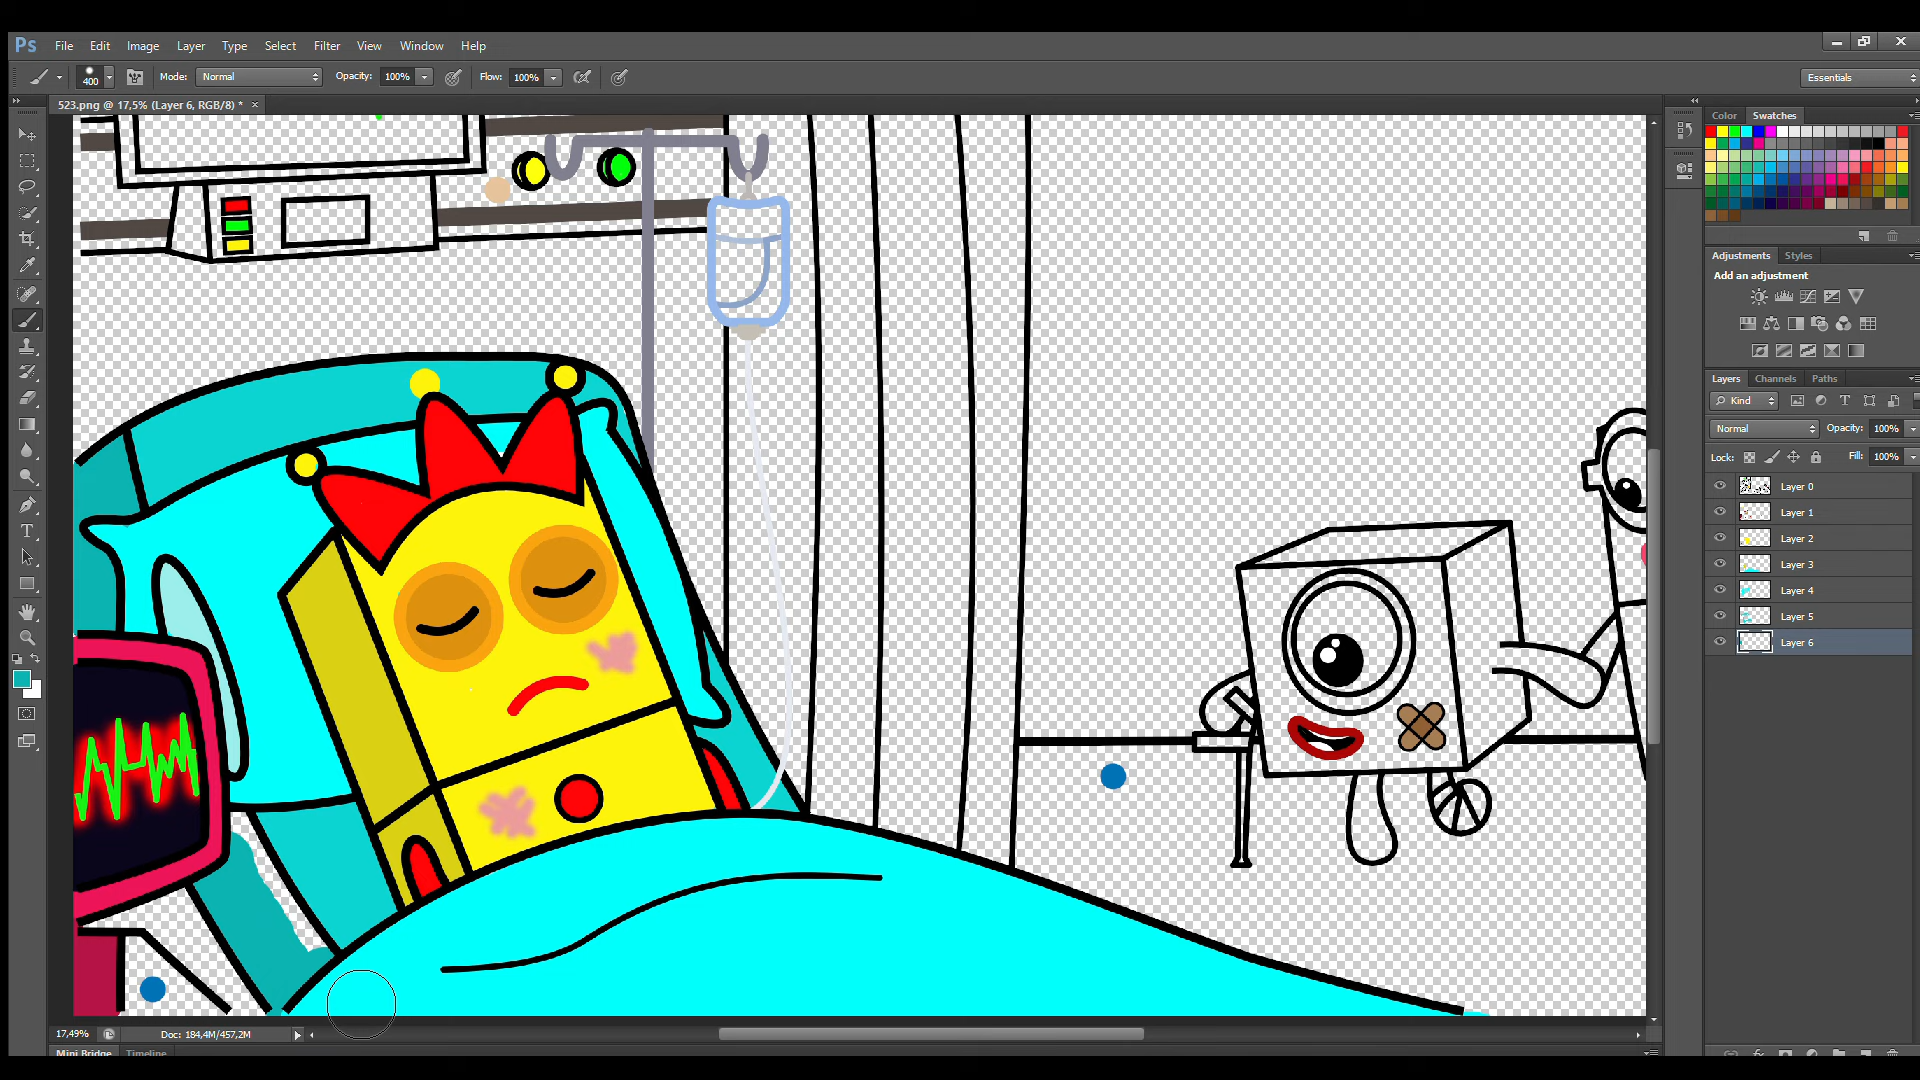 Ps File Edit Image Layer Type Select Filter View Window Help
400 Mode: Normal Opacity: 100% Flow: 100% Essentials
523.png @ 17,5% (Layer 6, RGB/8) * ×
Color Swatches
Adjustments Styles
Add an adjustment
Layers Channels Paths
Kind
Normal Opacity: 100%
Lock: Fill: 100%
Layer 0
Layer 1
Layer 2
Layer 3
Layer 4
Layer 5
Layer 6
17,49% Doc: 184,4M/457,2M
Mini Bridge Timeline